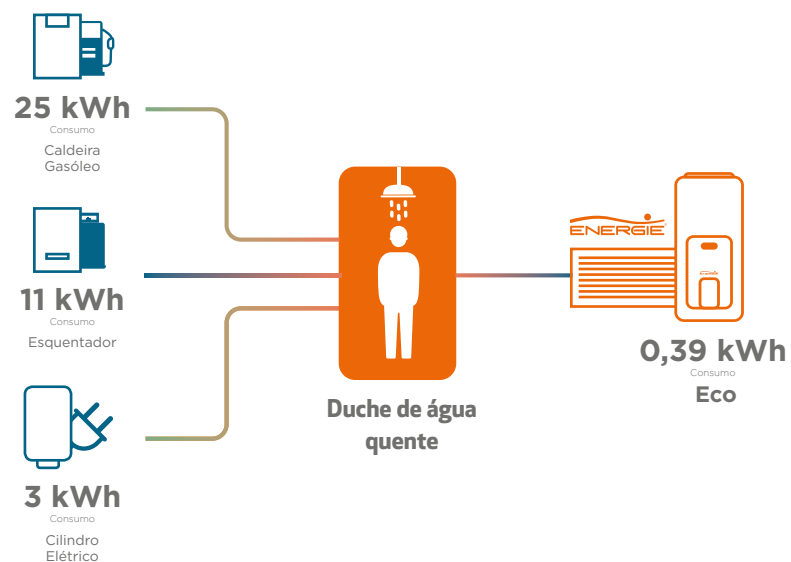 25 kWh
Consumo
Caldeira
Gasóleo
11 kWh
Consumo
Esquentador
3 kWh
Consumo
Cilindro
Elétrico
Duche de água
quente
ENERGIE
0,39 kWh
Consumo
Eco